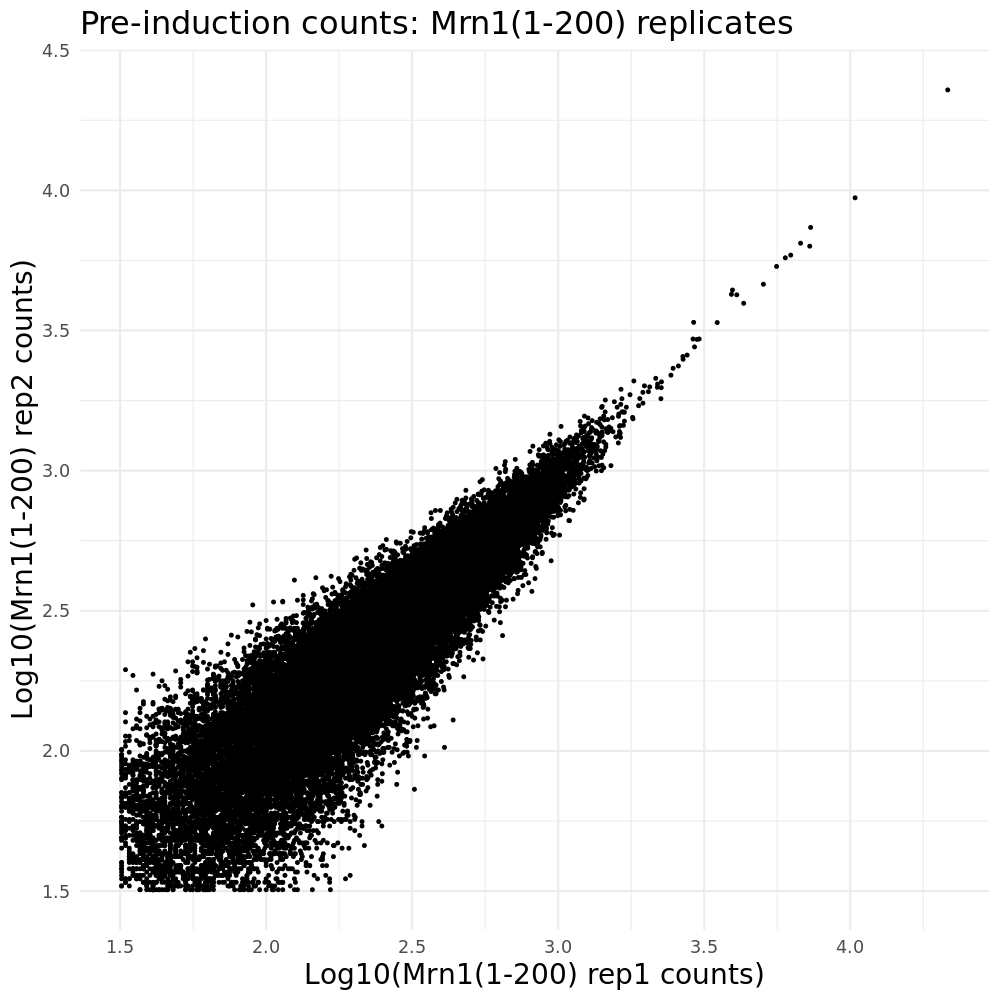 Pre-induction counts: Mrn1(1-200) replicates
4.5
4.0
3.5
3.0
2.5
2.0
1.5
Log10(Mrn1(1-200) rep2 counts)
1.5 2.0 2.5 3.0 3.5 4.0
Log10(Mrn1(1-200) rep1 counts)